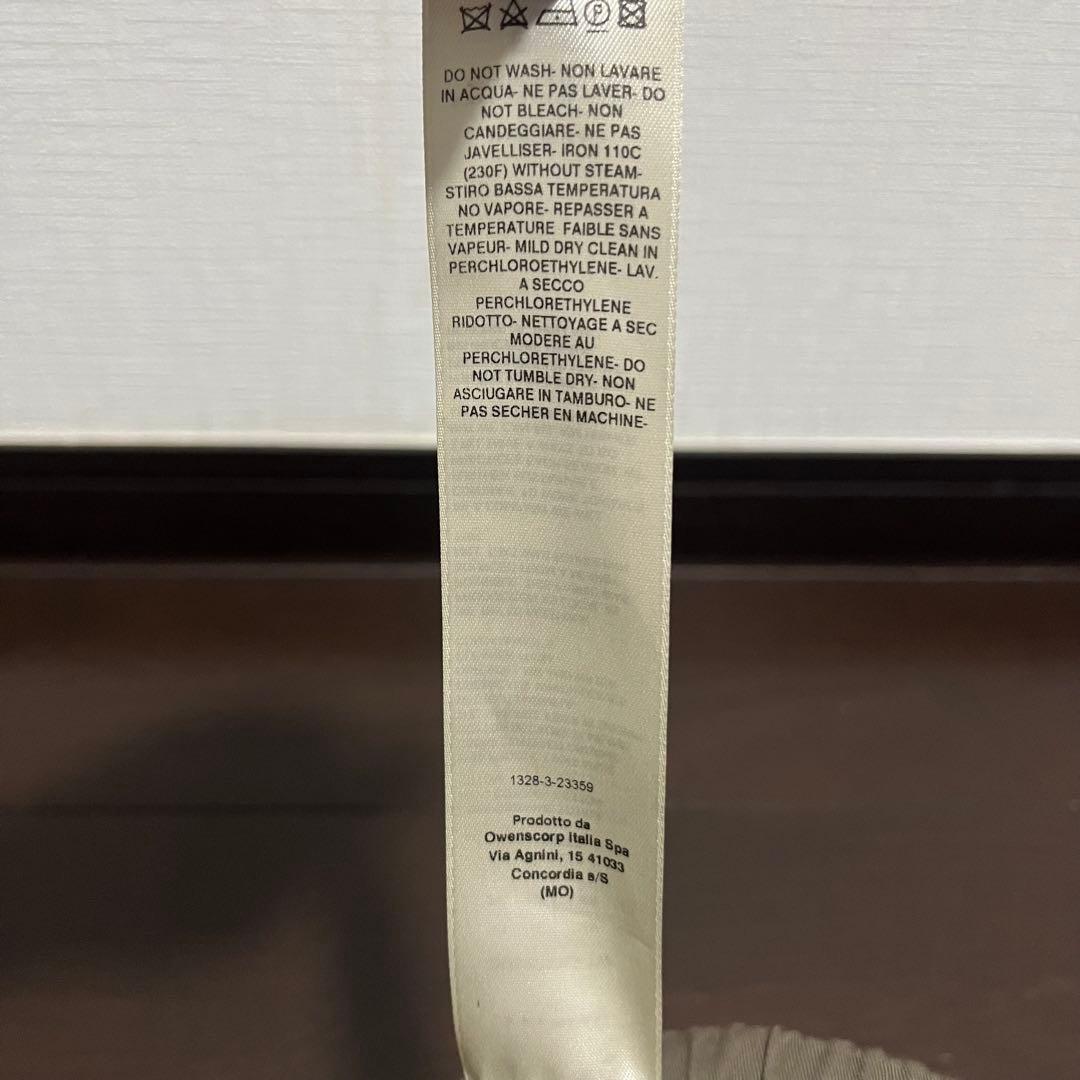 DO NOT WASH- NON LAVARE
IN ACQUA- NE PAS LAVER- DO
NOT BLEACH- NON
CANDEGGIARE- NE PAS
JAVELLISER- IRON 110C
(230F) WITHOUT STEAM-
STIRO BASSA TEMPERATURA
NO VAPORE- REPASSER A
TEMPERATURE FAIBLE SANS
VAPEUR- MILD DRY CLEAN IN
PERCHLOROETHYLENE- LAV.
A SECCO
PERCHLORETHYLENE
RIDOTTO- NETTOYAGE A SEC
MODERE AU
PERCHLORETHYLENE- DO
NOT TUMBLE DRY- NON
ASCIUGARE IN TAMBURO- NE
PAS SECHER EN MACHINE-
1328-3-23359
Prodotto da
Owenscorp Italia Spa
Via Agnini, 15 41033
Concordia s/S
(MO)